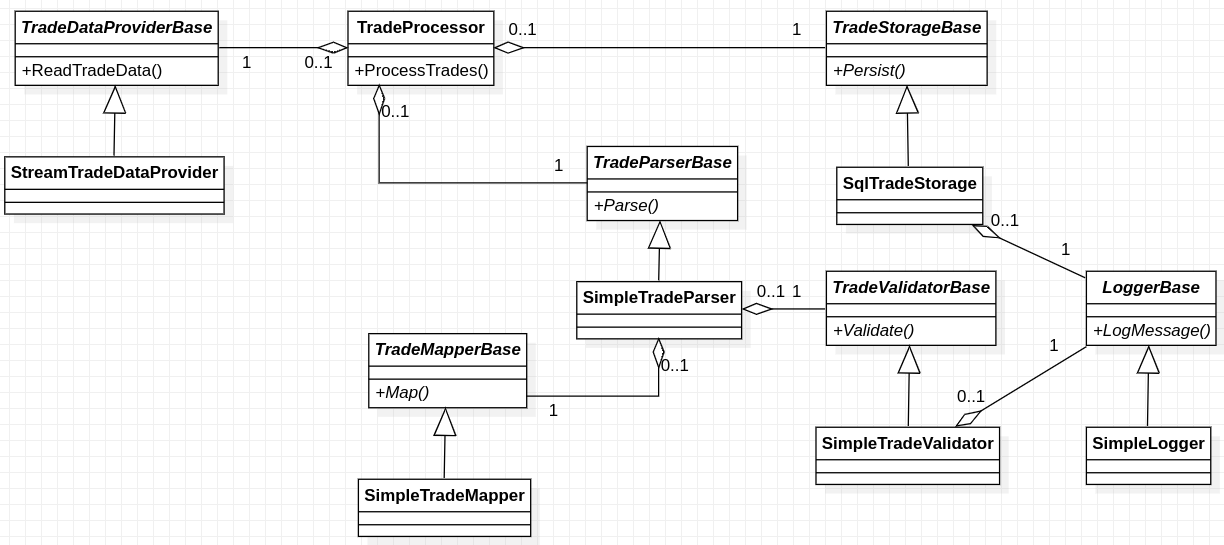 TradeDataProviderBase
+ReadTradeData()
1
0..1
TradeProcessor
+ProcessTrades()
0..1
1
TradeStorageBase
+Persist()
0..1
StreamTradeDataProvider
1
TradeParserBase
+Parse()
SqlTradeStorage
0..1
1
SimpleTradeParser
0..1
1
TradeValidatorBase
+Validate()
LoggerBase
+LogMessage()
TradeMapperBase
+Map()
0..1
1
1
0..1
SimpleTradeValidator
SimpleLogger
SimpleTradeMapper